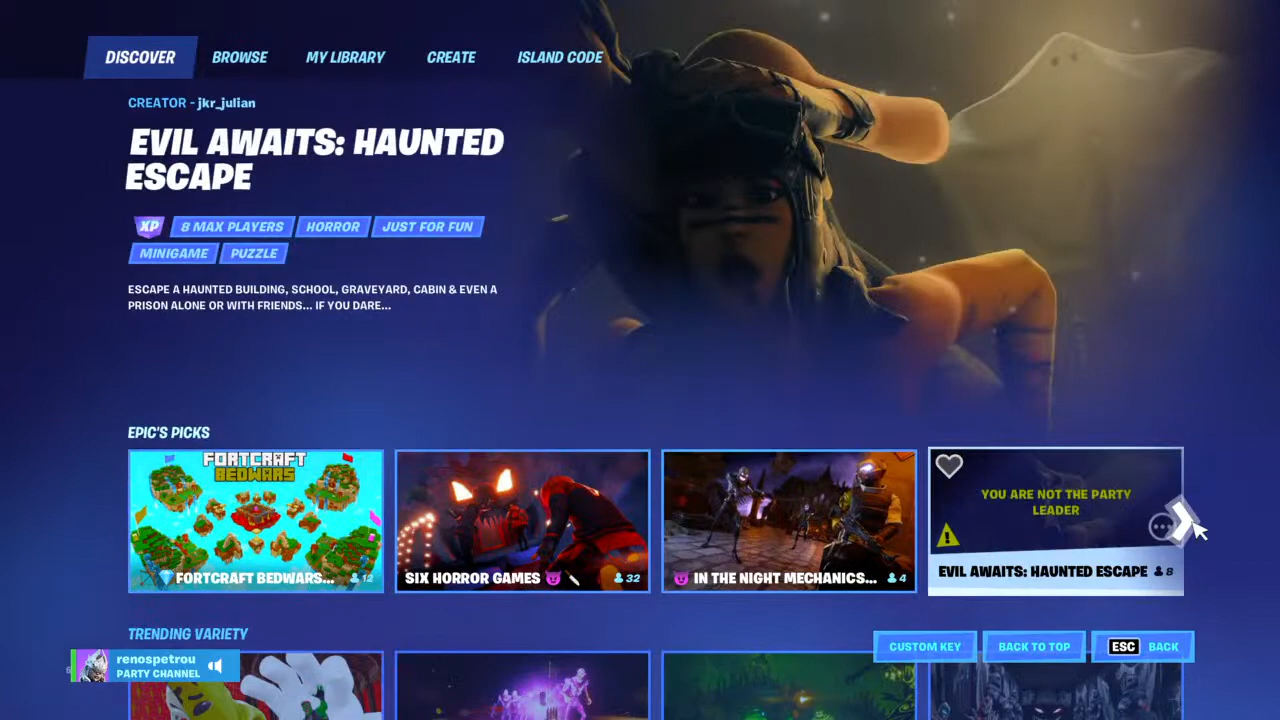 DISCOVER BROWSE MY LIBRARY CREATE ISLAND CODE
CREATOR - jkr_julian
EVIL AWAITS: HAUNTED
ESCAPE
XP 8 MAX PLAYERS HORROR JUST FOR FUN
MINIGAME PUZZLE
ESCAPE A HAUNTED BUILDING, SCHOOL, GRAVEYARD, CABIN & EVEN A
PRISON ALONE OR WITH FRIENDS... IF YOU DARE...
EPIC'S PICKS
FORTCRAFT
BEDWARS
YOU ARE NOT THE PARTY
LEADER
FORTCRAFT BEDWARS... 12
SIX HORROR GAMES 32
IN THE NIGHT MECHANICS... 4
EVIL AWAITS: HAUNTED ESCAPE 8
TRENDING VARIETY
CUSTOM KEY BACK TO TOP ESC BACK
renospetrou
PARTY CHANNEL